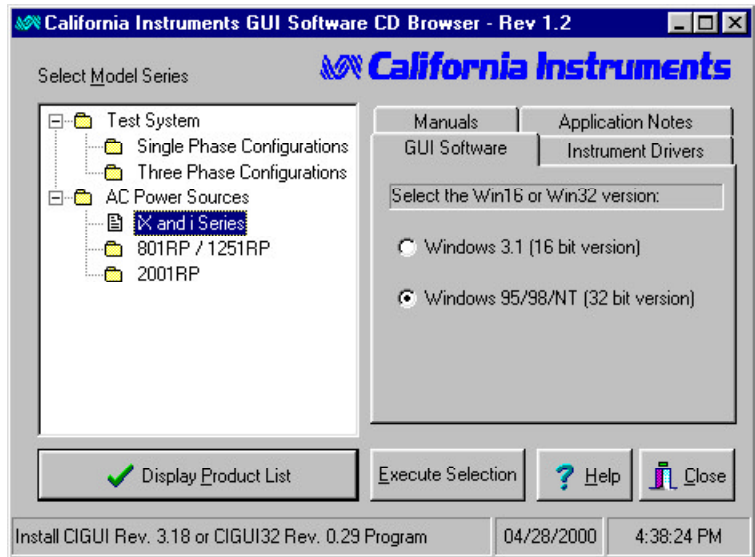 California Instruments GUI Software CD Browser - Rev 1.2
Select Model Series
California Instruments
Test System
Single Phase Configurations
Three Phase Configurations
AC Power Sources
iX and i Series
801RP / 1251RP
2001RP
Manuals
Application Notes
GUI Software
Instrument Drivers
Select the Win16 or Win32 version:
Windows 3.1 (16 bit version)
Windows 95/98/NT (32 bit version)
Display Product List
Execute Selection
? Help
Close
Install CIGUI Rev. 3.18 or CIGUI32 Rev. 0.29 Program
04/28/2000
4:38:24 PM